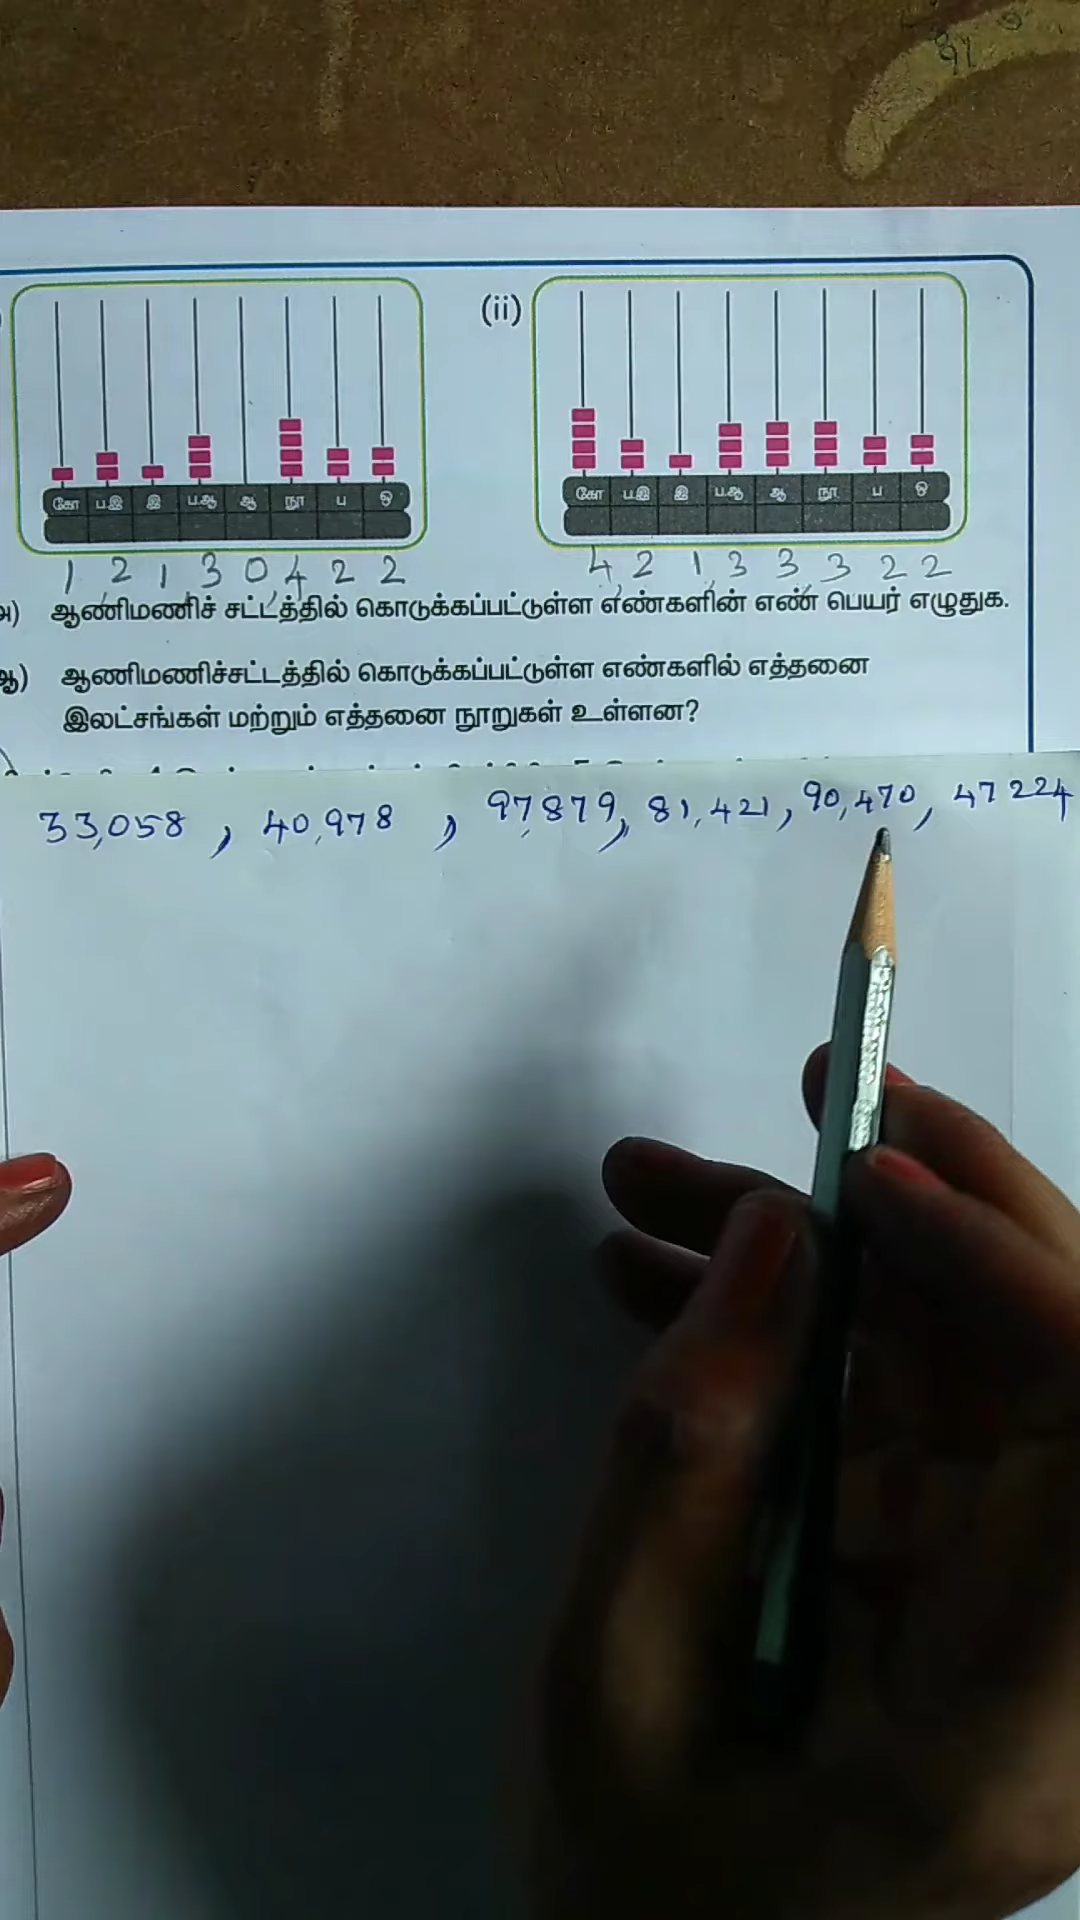 (ii)
கோ ப.இ இ ப.ஆ ஆ நூ ப ஒ
கோ ப.இ இ ப.ஆ ஆ நூ ப ஒ
1,2 1,3 0,4 2 2
4,2 1,3 3,3 2 2
அ) ஆணிமணிச் சட்டத்தில் கொடுக்கப்பட்டுள்ள எண்களின் எண் பெயர் எழுதுக.
ஆ) ஆணிமணிச்சட்டத்தில் கொடுக்கப்பட்டுள்ள எண்களில் எத்தனை
இலட்சங்கள் மற்றும் எத்தனை நூறுகள் உள்ளன?
33,058 , 40,978 , 97,879, 81,421, 90,470, 47224